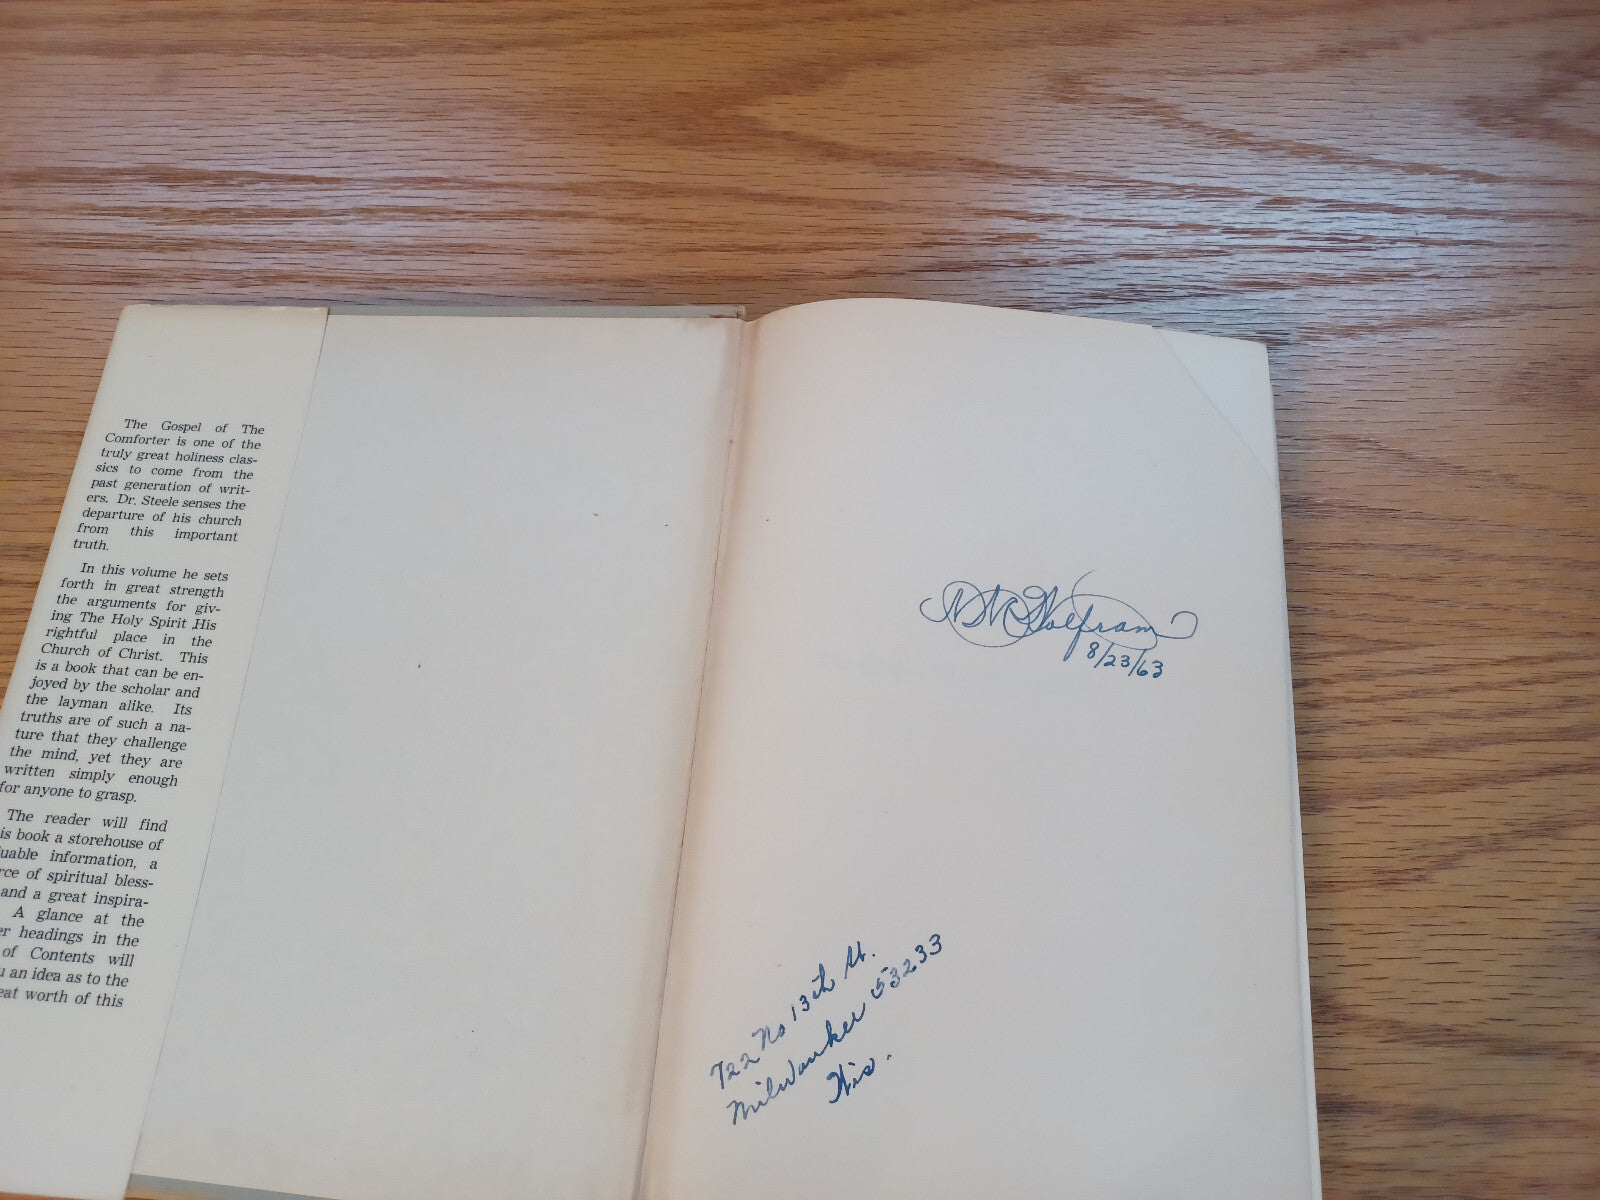 The Gospel of The
Comforter is one of the
truly great holiness clas-
sics to come from the
past generation of writ-
ers. Dr. Steele senses the
departure of his church
from this important
truth.
In this volume he sets
forth in great strength
the arguments for giv-
ing The Holy Spirit His
rightful place in the
Church of Christ. This
is a book that can be en-
joyed by the scholar and
the layman alike. Its
truths are of such a na-
ture that they challenge
the mind, yet they are
written simply enough
for anyone to grasp.
The reader will find
is book a storehouse of
uable information, a
rce of spiritual bless-
and a great inspira-
A glance at the
er headings in the
of Contents will
u an idea as to the
eat worth of this
Wolfram
8/23/63
722 No 13th St.
Milwaukee 53233
Wis.